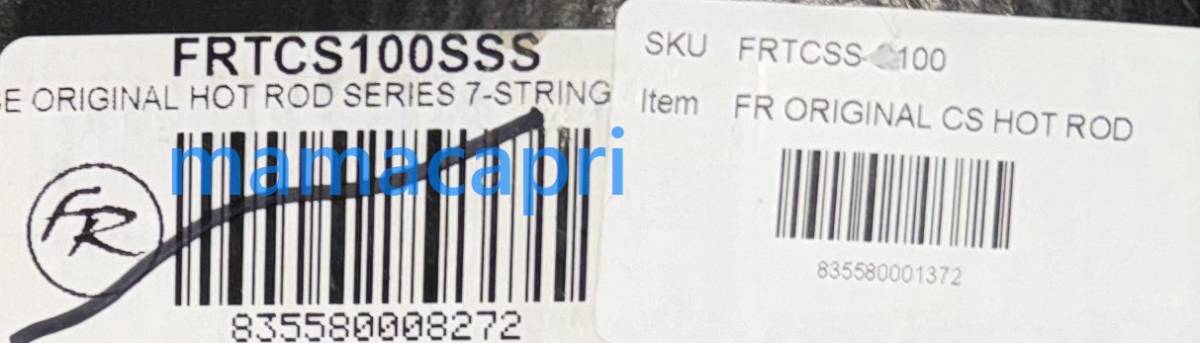 FRTCS100SSS
GE ORIGINAL HOT ROD SERIES 7-STRING
FR
835580008272
mamacapri
SKU FRTCSS- 100
Item FR ORIGINAL CS HOT ROD
835580001372